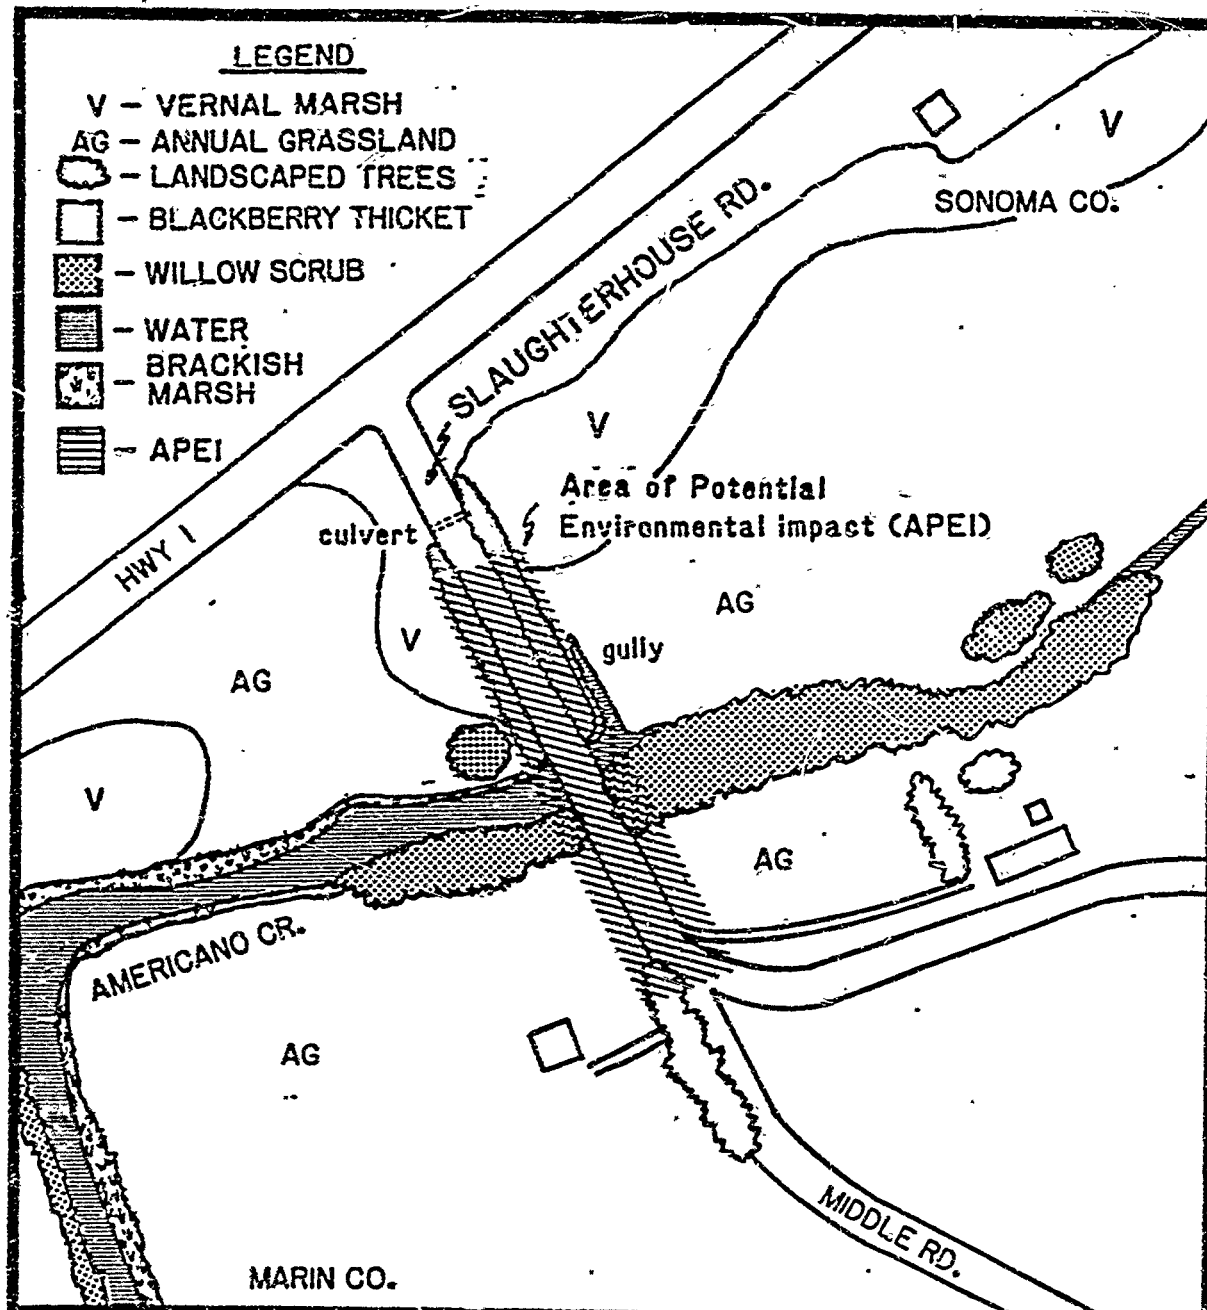 LEGEND
V - VERNAL MARSH
AG - ANNUAL GRASSLAND
- LANDSCAPED TREES
- BLACKBERRY THICKET
- WILLOW SCRUB
- WATER
- BRACKISH
MARSH
- APEI
V
SONOMA CO.
SLAUGHTERHOUSE RD.
V
Area of Potential
Environmental impact (APEI)
culvert
HWY 1
AG
V
gully
AG
V
AG
AMERICANO CR.
AG
MIDDLE RD.
MARIN CO.